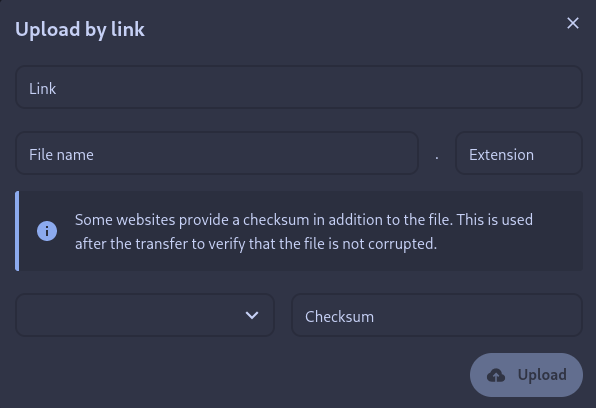 Upload by link
Link
File name . Extension
Some websites provide a checksum in addition to the file. This is used
after the transfer to verify that the file is not corrupted.
Checksum
Upload